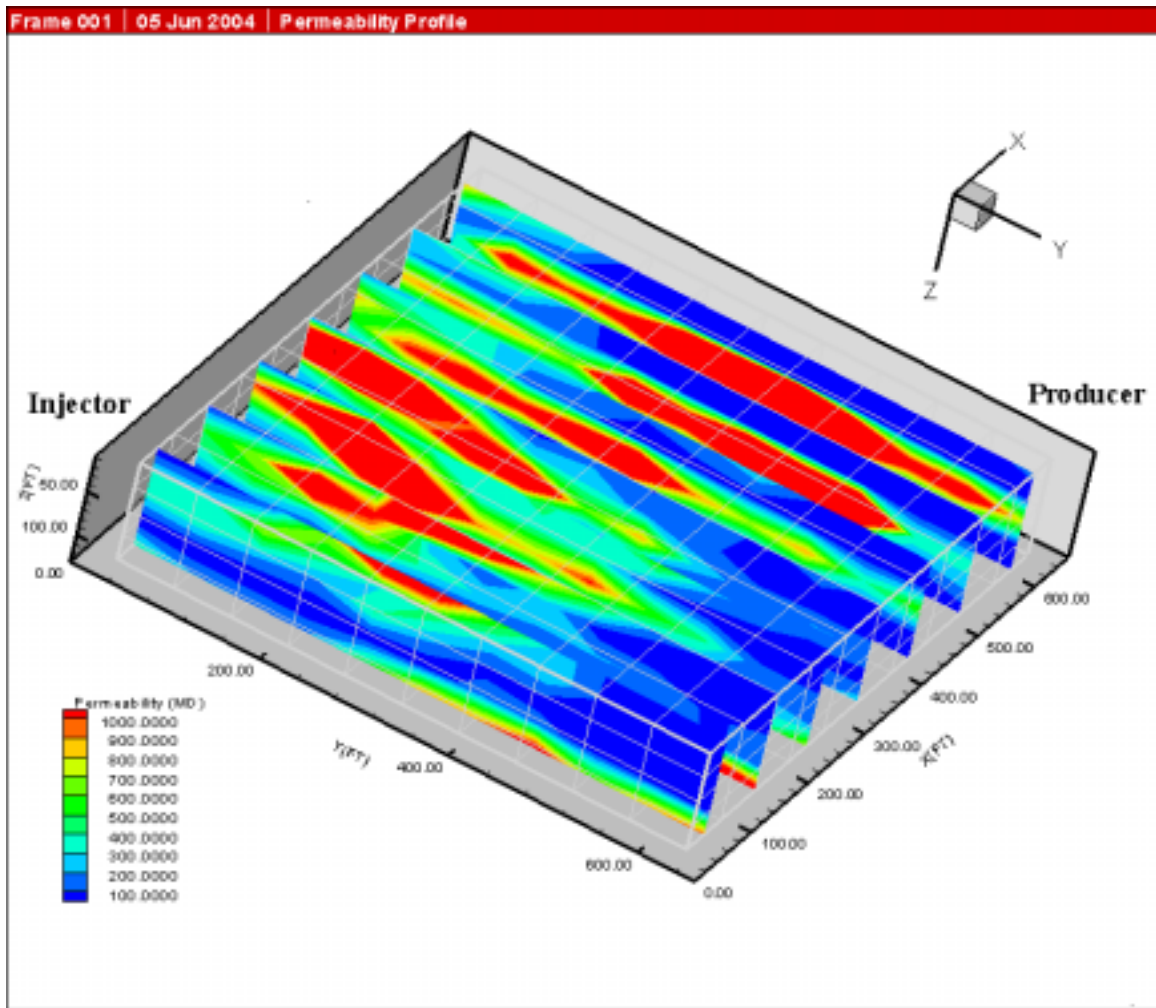 Frame 001 | 05 Jun 2004 | Permeability Profile
X
Y
Z
Injector
Producer
Z(FT)
50.00
100.00
0.00
200.00
Y(FT)
400.00
600.00
0.00
100.00
200.00
300.00
X(FT)
400.00
500.00
600.00
Permeability (MD)
1000.0000
900.0000
800.0000
700.0000
600.0000
500.0000
400.0000
300.0000
200.0000
100.0000